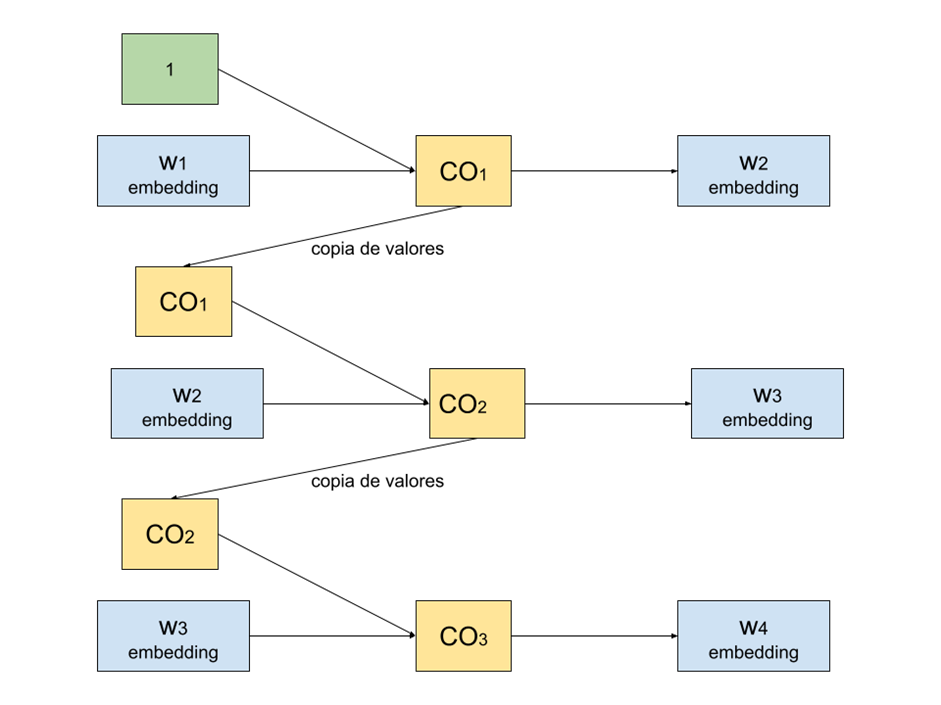 1
W1
embedding
CO1
W2
embedding
copia de valores
CO1
W2
embedding
CO2
W3
embedding
copia de valores
CO2
W3
embedding
CO3
W4
embedding